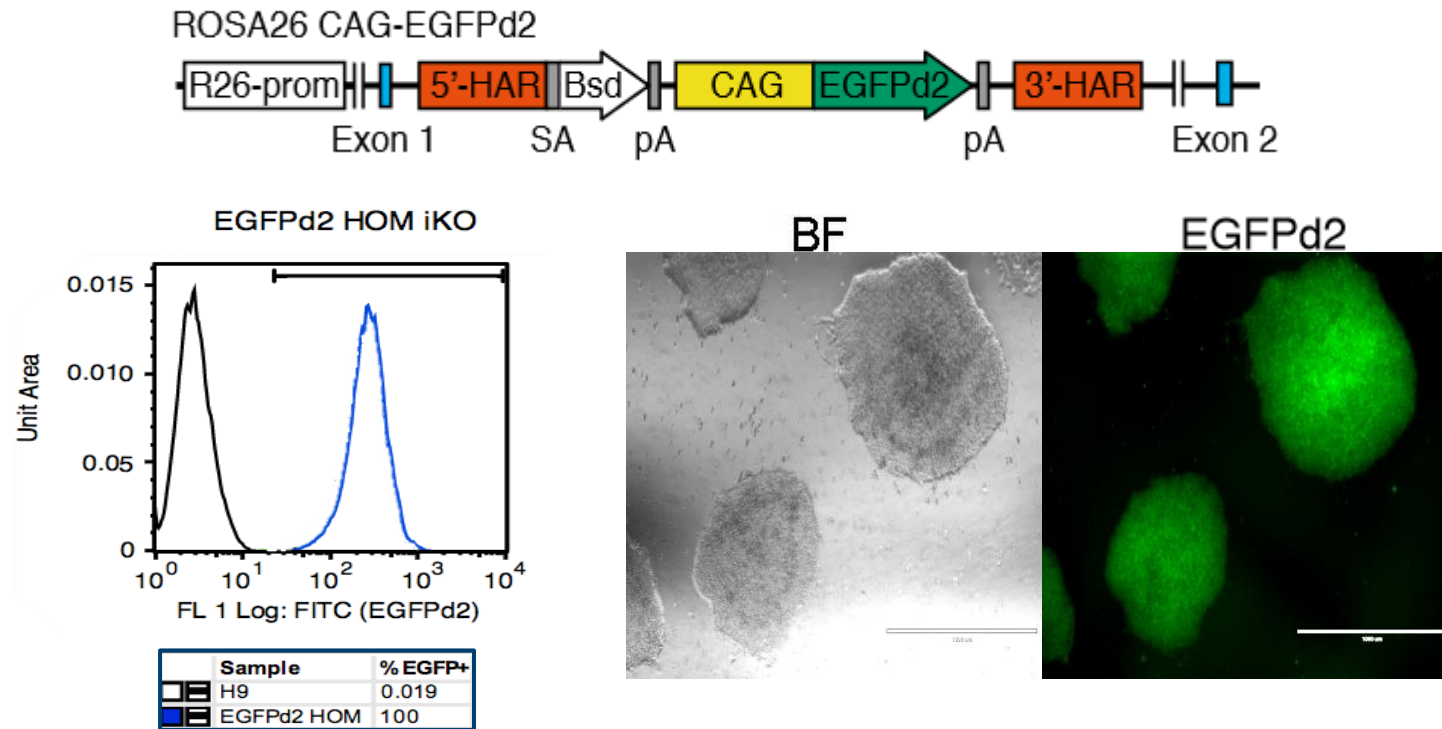 ROSA26 CAG-EGFPd2
R26-prom 5'-HAR Bsd CAG EGFPd2 3'-HAR
Exon 1 SA pA pA Exon 2
EGFPd2 HOM iKO
0.015
0.010
0.05
0
Unit Area
10⁰ 10¹ 10² 10³ 10⁴
FL 1 Log: FITC (EGFPd2)
Sample % EGFP+
H9 0.019
EGFPd2 HOM 100
BF
EGFPd2
1000 um